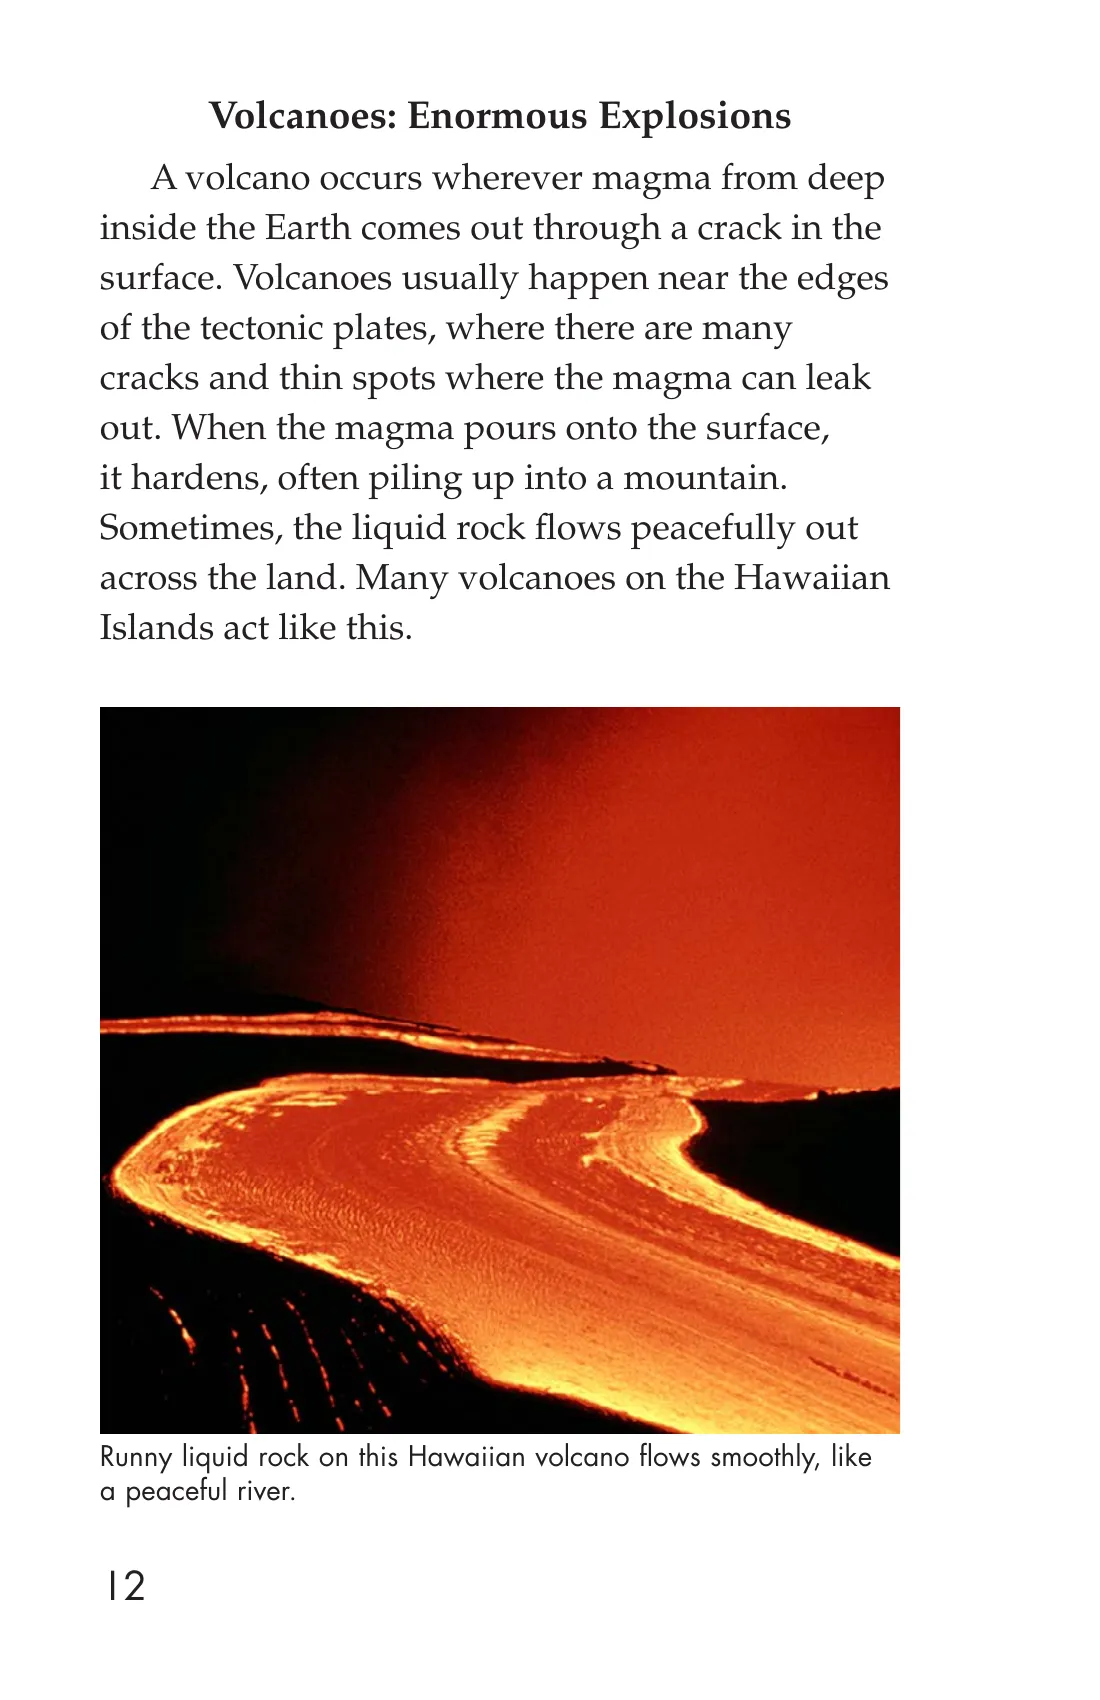 Volcanoes: Enormous Explosions
A volcano occurs wherever magma from deep
inside the Earth comes out through a crack in the
surface. Volcanoes usually happen near the edges
of the tectonic plates, where there are many
cracks and thin spots where the magma can leak
out. When the magma pours onto the surface,
it hardens, often piling up into a mountain.
Sometimes, the liquid rock flows peacefully out
across the land. Many volcanoes on the Hawaiian
Islands act like this.
Runny liquid rock on this Hawaiian volcano flows smoothly, like
a peaceful river.
12